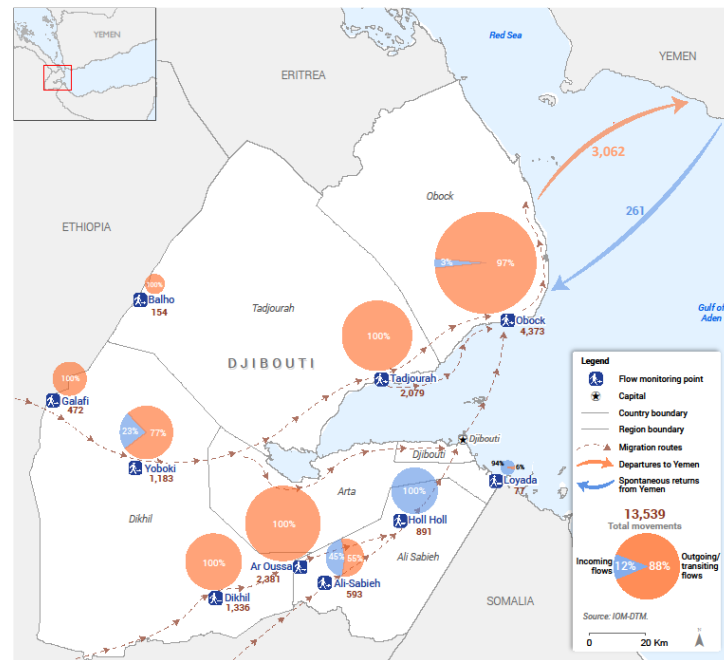 YEMEN
Red Sea
YEMEN
ERITREA
3,062
Obock
261
ETHIOPIA
3%
97%
100%
Balho
154
Gulf of
Aden
Tadjourah
100%
Obock
4,373
DJIBOUTI
100%
Galafi
472
Tadjourah
2,079
23%
77%
Yoboki
1,183
Djibouti
Djibouti
94%
6%
Loyada
77
100%
Arta
Holl Holl
891
Dikhil
100%
Ali Sabieh
100%
Ar Oussa
2,381
45%
55%
Ali-Sabieh
593
Dikhil
1,336
SOMALIA
Legend
Flow monitoring point
Capital
Country boundary
Region boundary
Migration routes
Departures to Yemen
Spontaneous returns
from Yemen
13,539
Total movements
Incoming
flows
12%
88%
Outgoing/
transiting
flows
Source: IOM-DTM.
0
20 Km
N